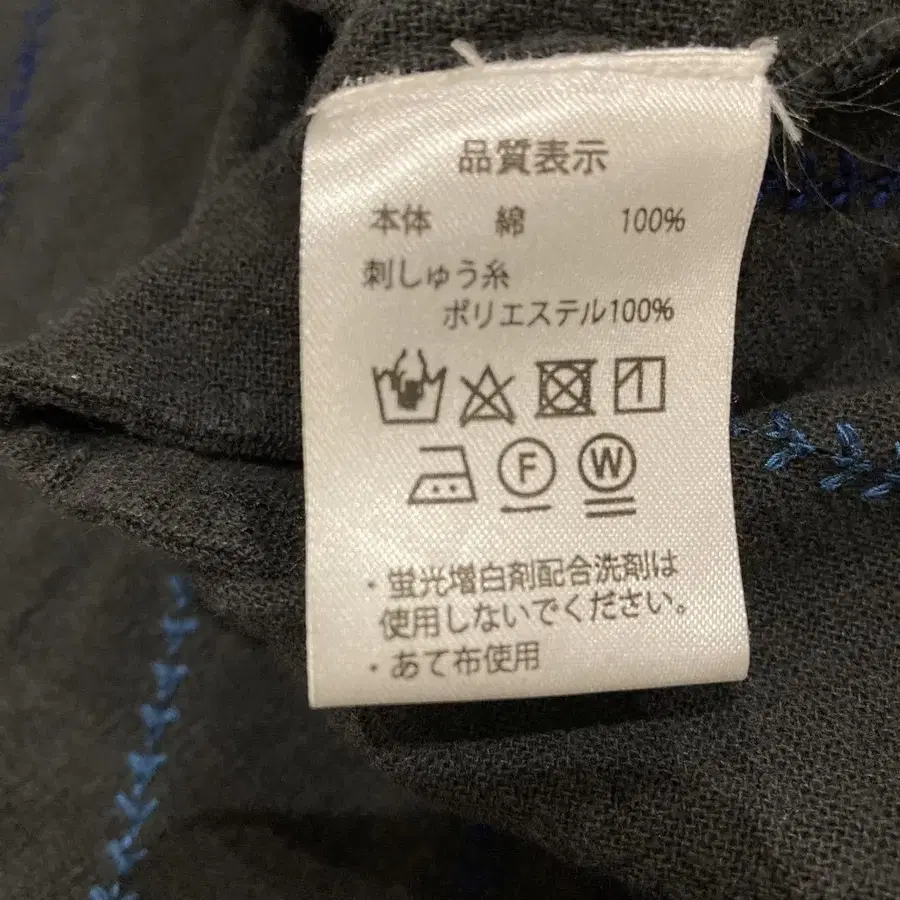 品質表示
本体 綿 100%
刺しゅう糸
ポリエステル100%
F W
・蛍光増白剤配合洗剤は
使用しないでください。
・あて布使用